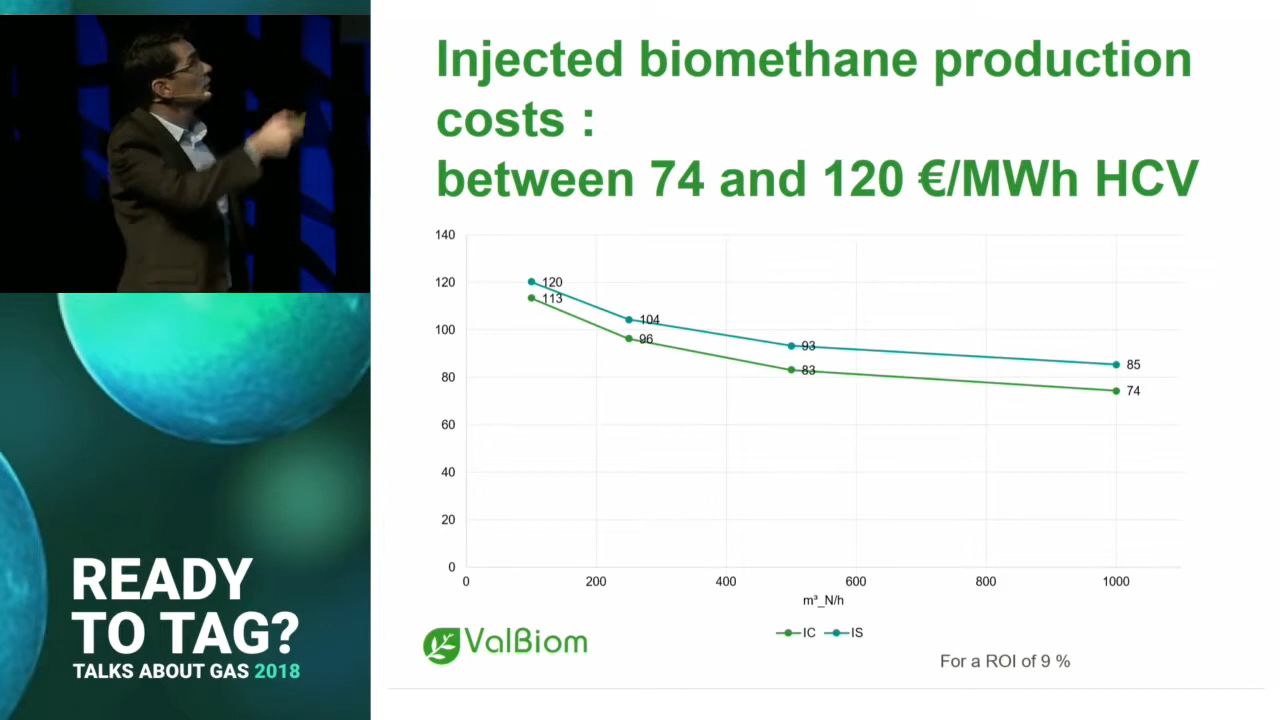 Injected biomethane production
costs :
between 74 and 120 €/MWh HCV
140
120
100
80
60
40
20
0
120
113
104
96
93
83
85
74
0 200 400 600 800 1000
m³_N/h
IC IS
ValBiom
For a ROI of 9 %
READY
TO TAG?
TALKS ABOUT GAS 2018